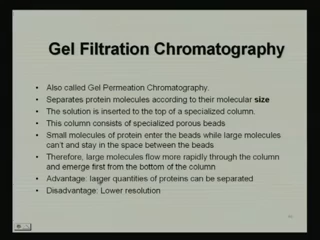 Gel Filtration Chromatography
• Also called Gel Permeation Chromatography.
• Separates protein molecules according to their molecular size
• The solution is inserted to the top of a specialized column.
• This column consists of specialized porous beads
• Small molecules of protein enter the beads while large molecules
can't and stay in the space between the beads
• Therefore, large molecules flow more rapidly through the column
and emerge first from the bottom of the column
• Advantage: larger quantities of proteins can be separated
• Disadvantage: Lower resolution